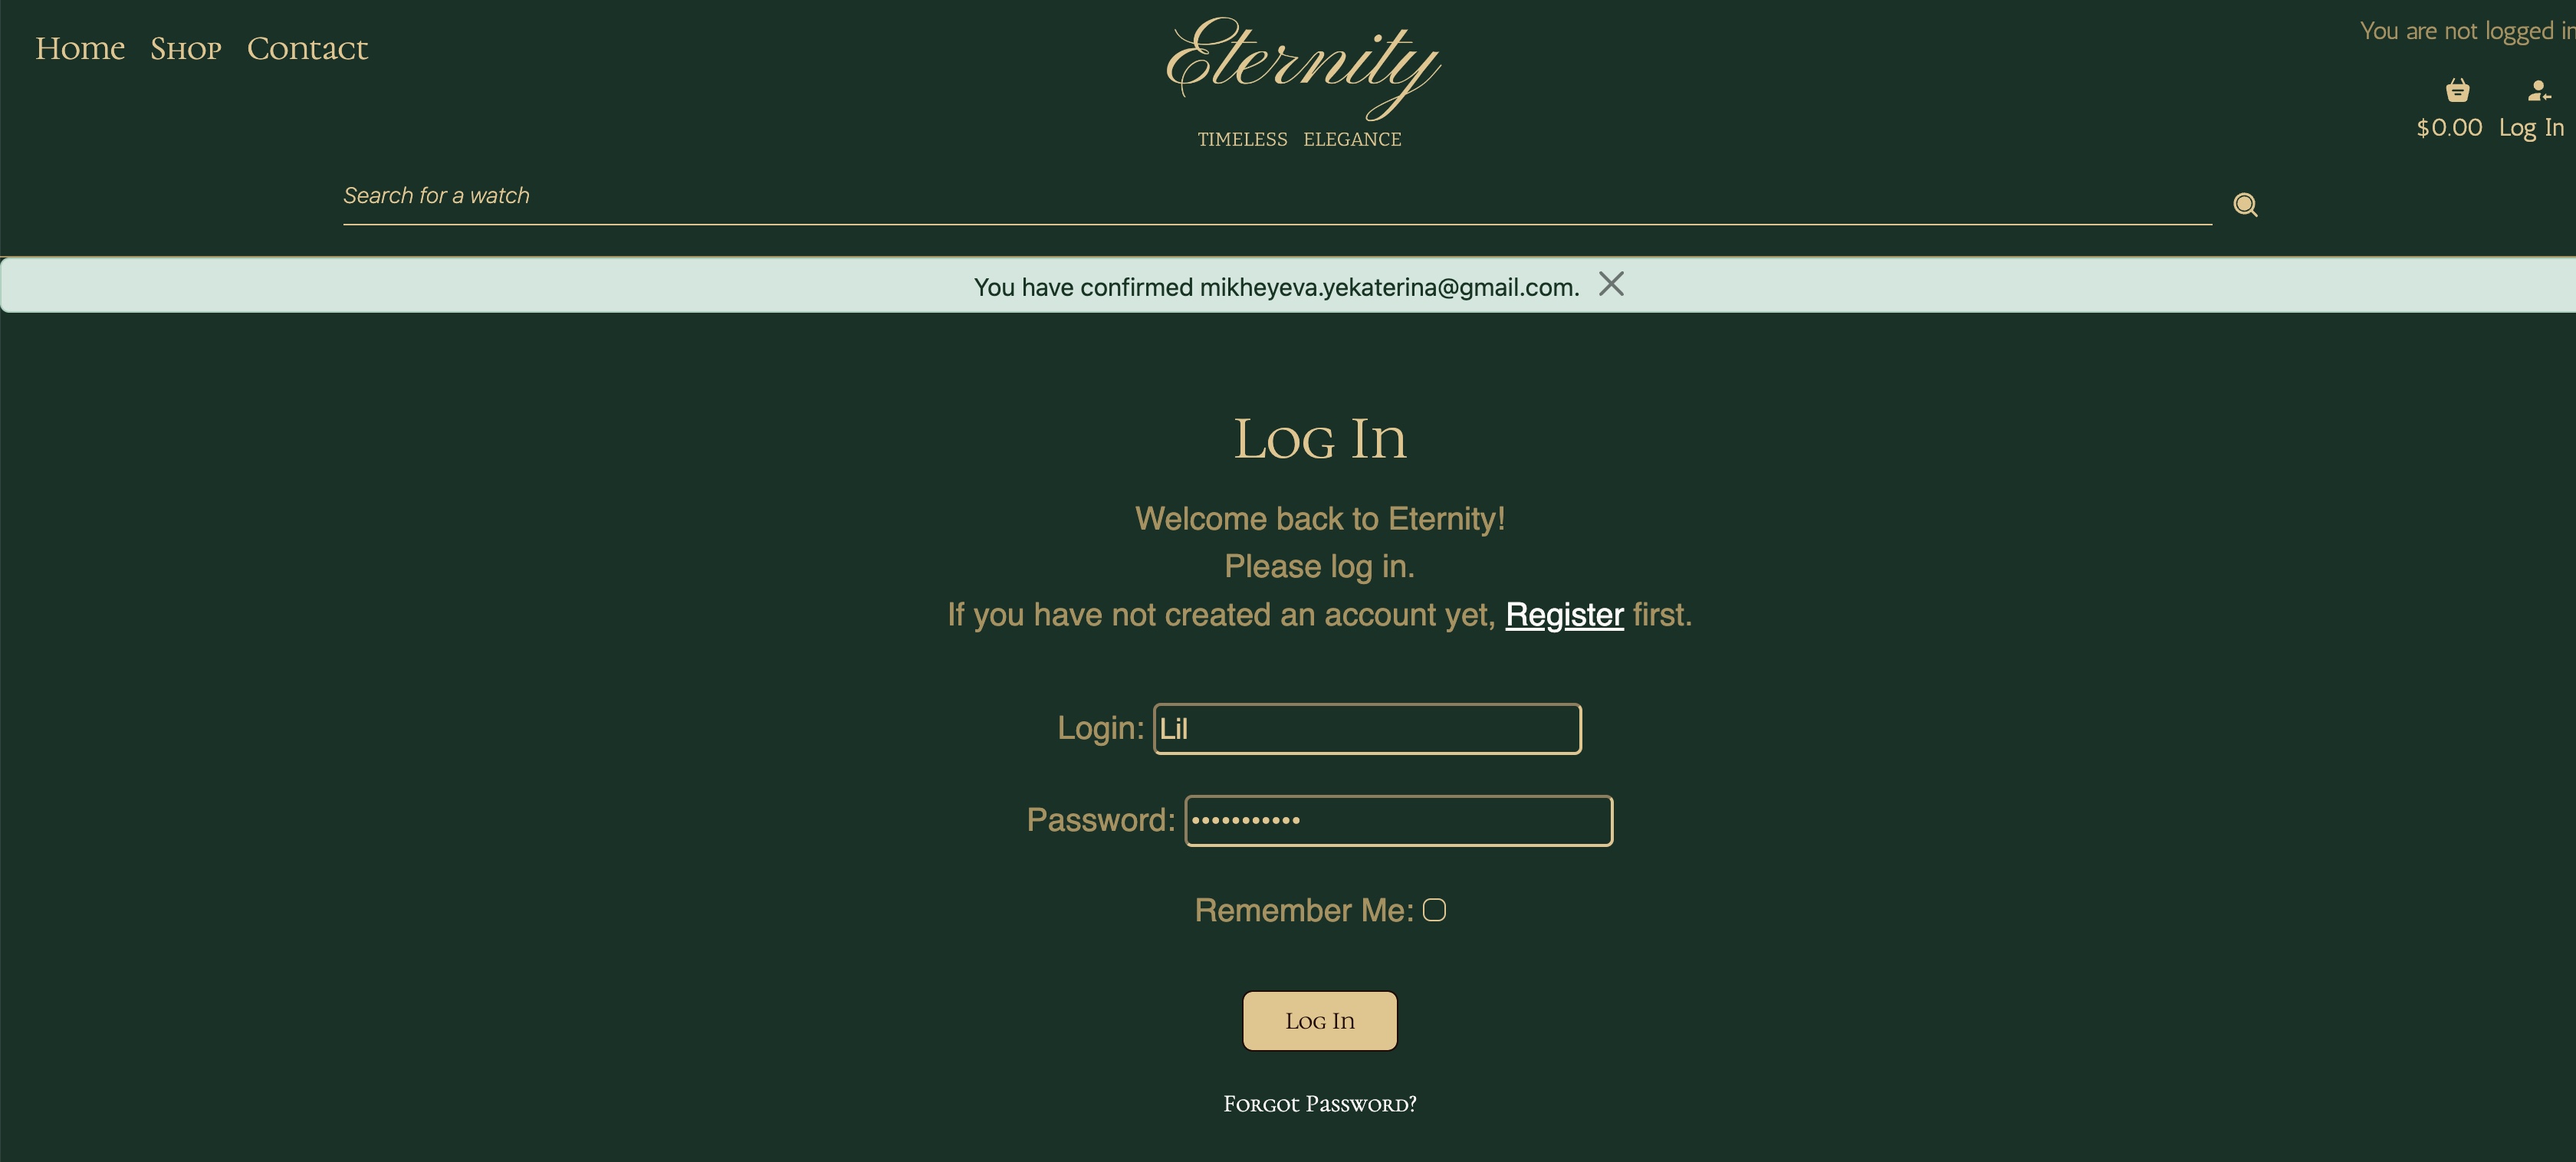 Home Shop Contact
Eternity
TIMELESS ELEGANCE
You are not logged in
$0.00 Log In
Search for a watch
You have confirmed mikheyeva.yekaterina@gmail.com.
Log In
Welcome back to Eternity!
Please log in.
If you have not created an account yet, Register first.
Login: Lil
Password: •••••••••••
Remember Me:
Log In
Forgot Password?